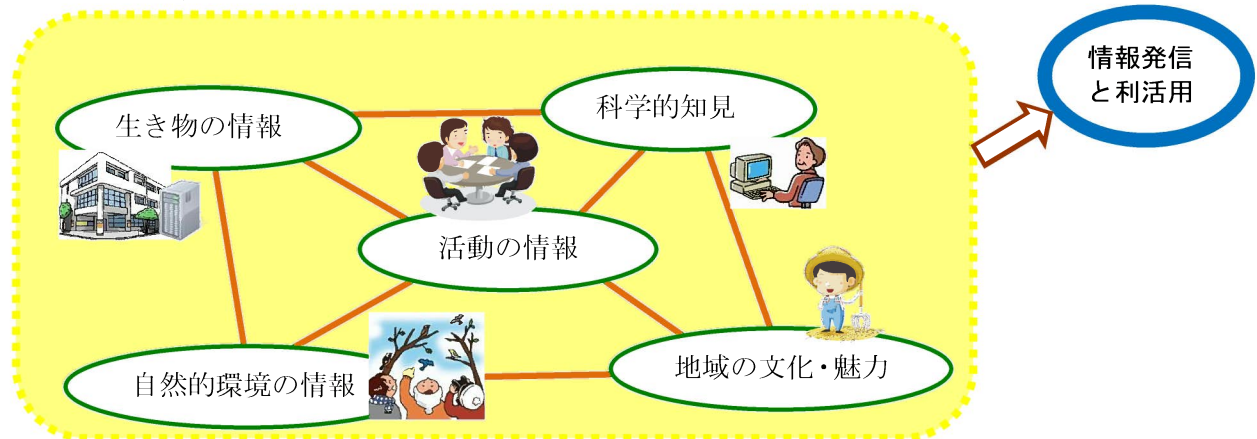 生き物の情報
科学的知見
情報発信
と利活用
活動の情報
自然的環境の情報
地域の文化・魅力